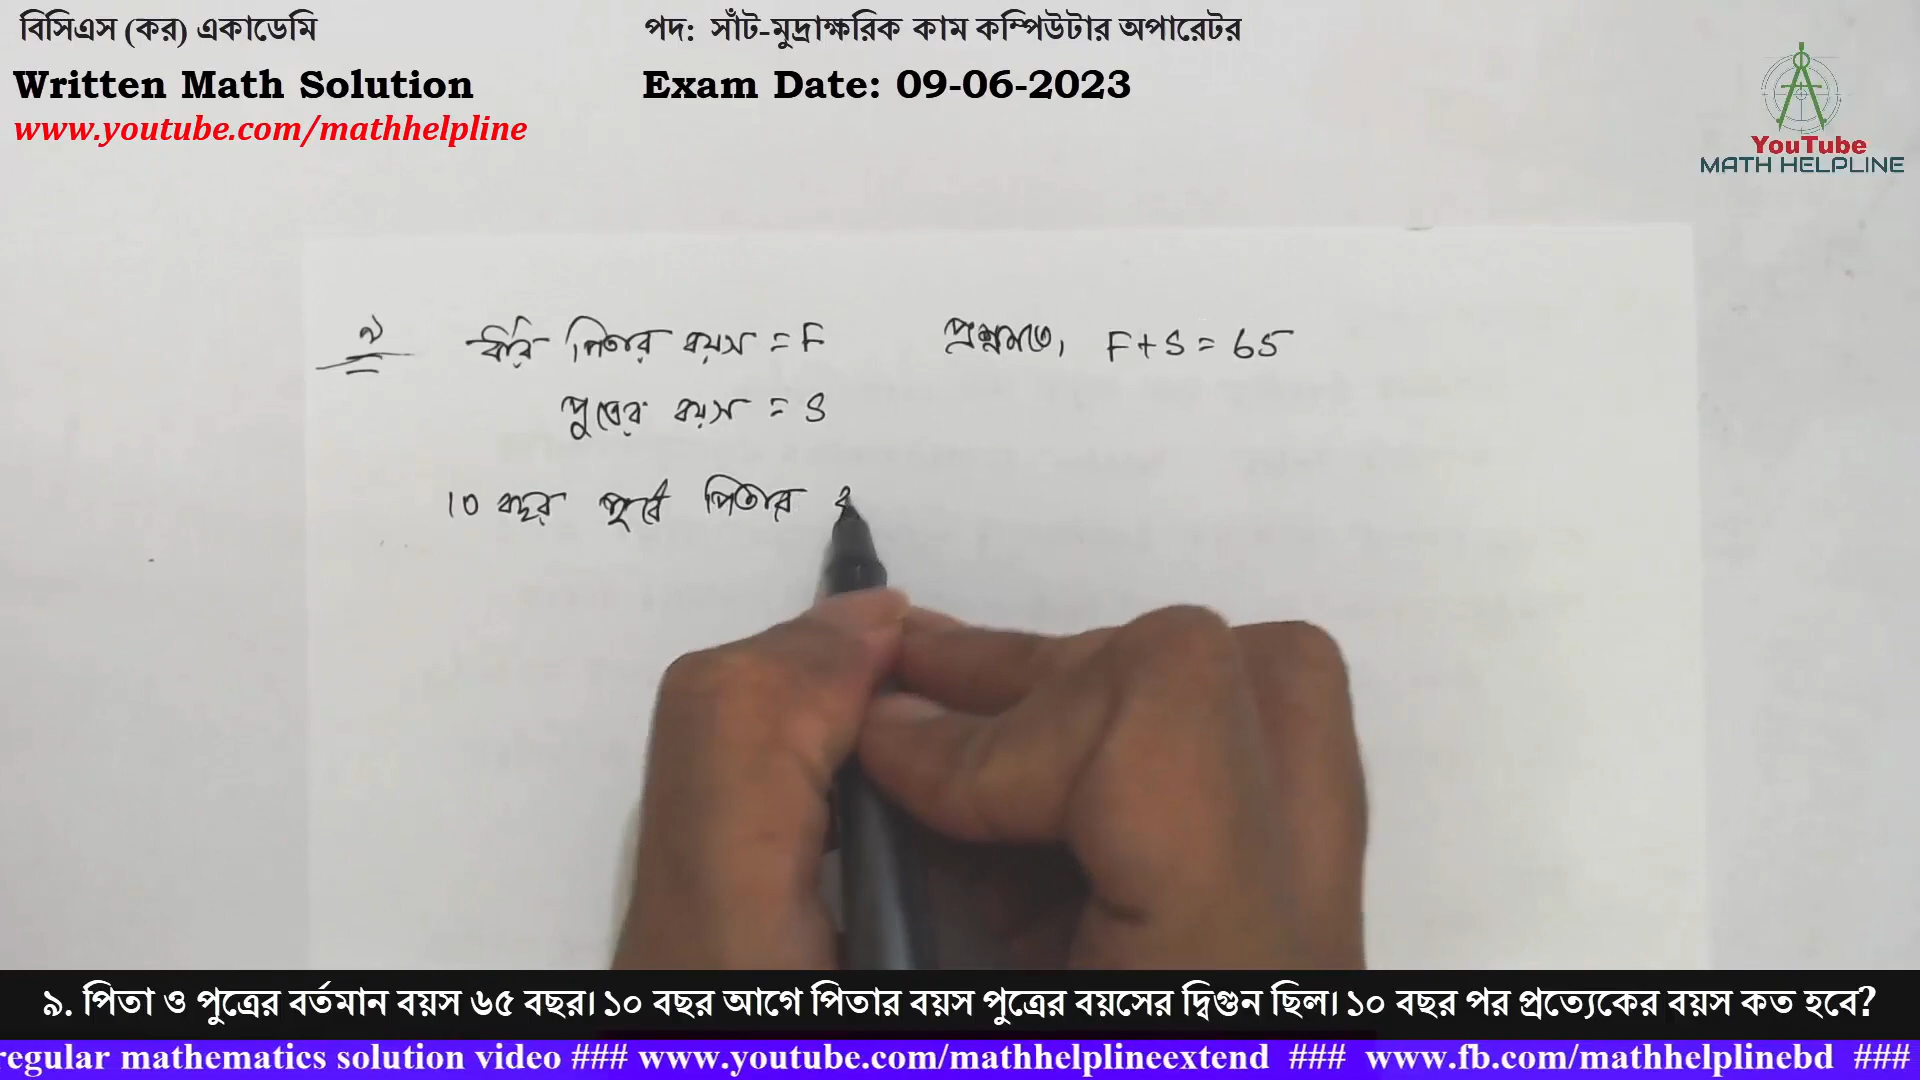 বিসিএস (কর) একাডেমি
পদ: সাঁট-মুদ্রাক্ষরিক কাম কম্পিউটার অপারেটর
Written Math Solution
Exam Date: 09-06-2023
www.youtube.com/mathhelpline
YouTube
MATH HELPLINE
৯
ধরি পিতার বয়স = F
প্রশ্নমতে, F+S = 65
পুত্রের বয়স = S
10 বছর পূর্বে পিতার ব
৯. পিতা ও পুত্রের বর্তমান বয়স ৬৫ বছর। ১০ বছর আগে পিতার বয়স পুত্রের বয়সের দ্বিগুন ছিল। ১০ বছর পর প্রত্যেকের বয়স কত হবে?
regular mathematics solution video ### www.youtube.com/mathhelplineextend ### www.fb.com/mathhelplinebd ###